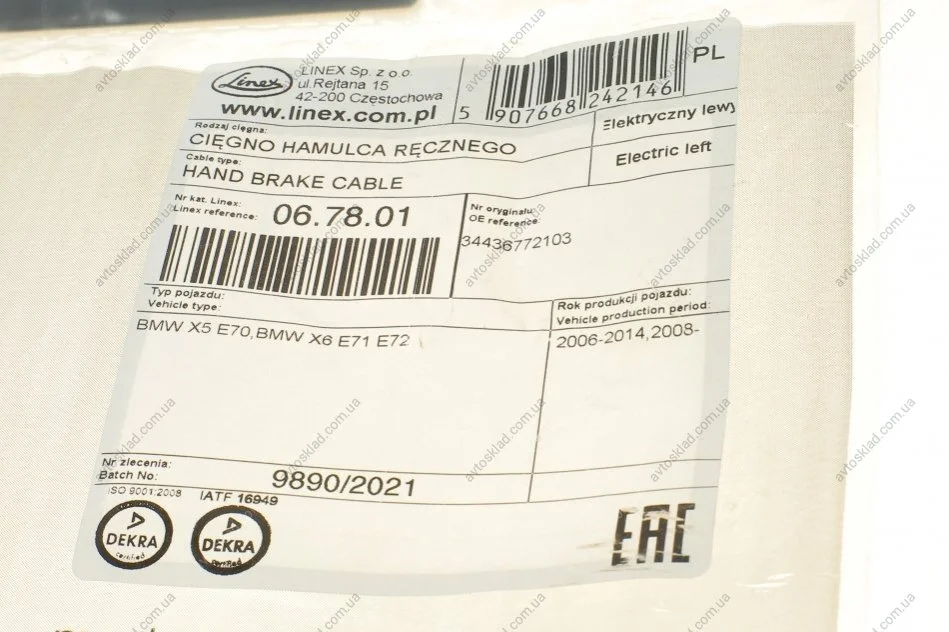 Linex
LINEX Sp. z o.o.
ul.Rejtana 15
42-200 Częstochowa
www.linex.com.pl
5 907668 242146
PL
Rodzaj cięgna:
CIĘGNO HAMULCA RĘCZNEGO
Elektryczny lewy
Cable type:
HAND BRAKE CABLE
Electric left
Nr kat. Linex:
Linex reference:
06.78.01
Nr oryginału:
OE reference:
34436772103
Typ pojazdu:
Vehicle type:
BMW X5 E70,BMW X6 E71 E72
Rok produkcji pojazdu:
Vehicle production period:
2006-2014,2008-
Nr zlecenia:
Batch No:
9890/2021
ISO 9001:2008
IATF 16949
DEKRA
certified
DEKRA
certified
EAC
avtosklad.com.ua